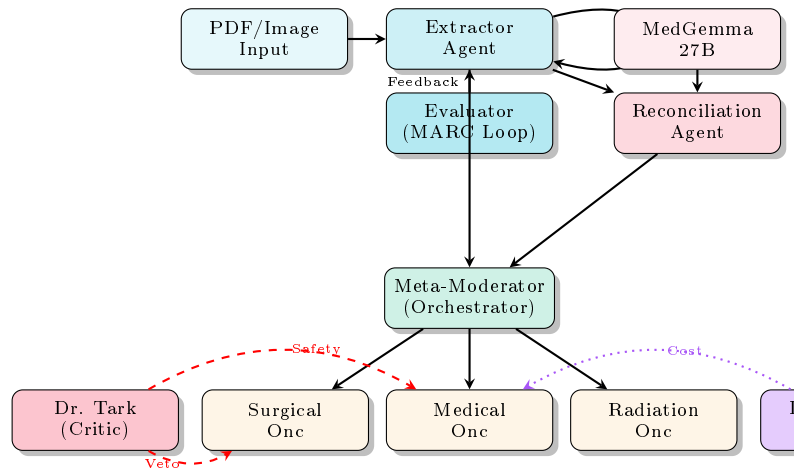 PDF/Image
Input
Extractor
Agent
MedGemma
27B
Feedback
Evaluator
(MARC Loop)
Reconciliation
Agent
Meta-Moderator
(Orchestrator)
Safety
Cost
Dr. Tark
(Critic)
Surgical
Onc
Medical
Onc
Radiation
Onc
Veto